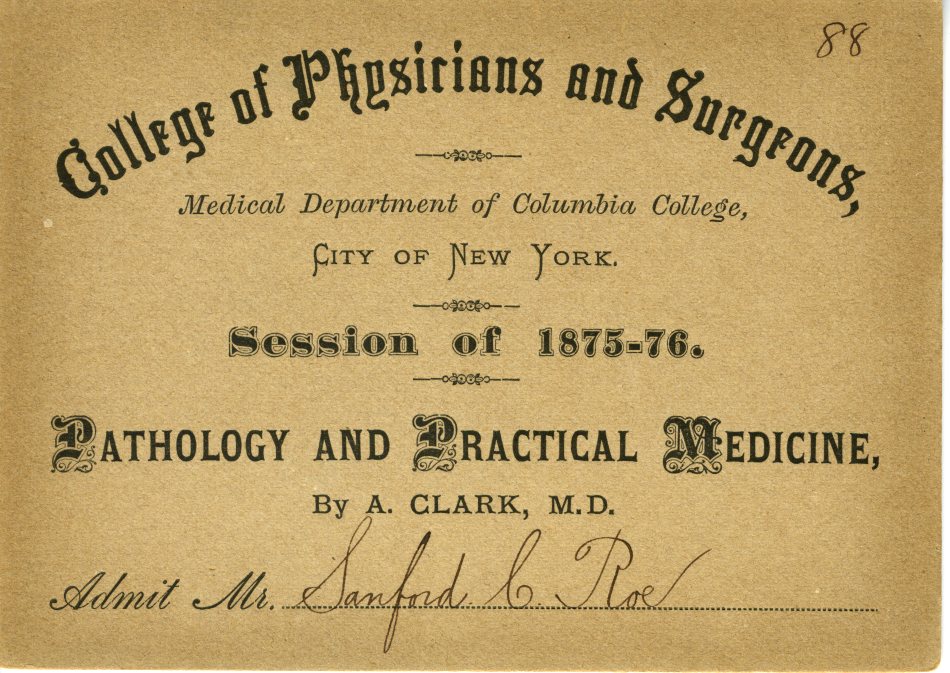 88
College of Physicians and Surgeons,
Medical Department of Columbia College,
CITY OF NEW YORK.
Session of 1875-76.
PATHOLOGY AND PRACTICAL MEDICINE,
By A. CLARK, M.D.
Admit Mr. Sanford C. Roe